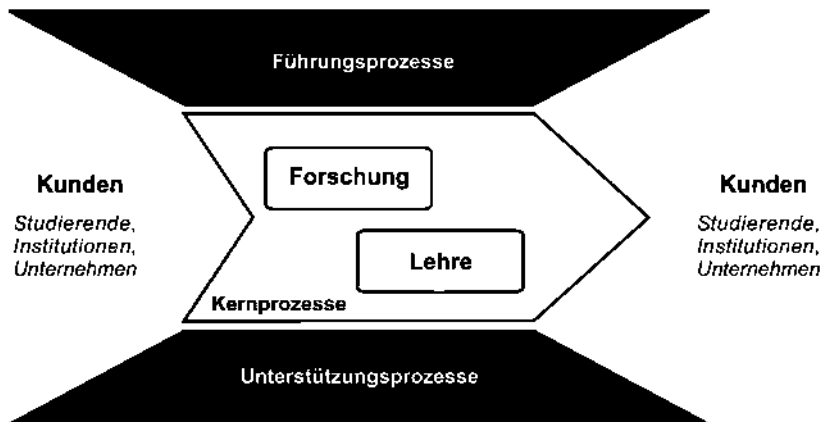 Führungsprozesse
Kunden
Studierende,
Institutionen,
Unternehmen
Forschung
Lehre
Kernprozesse
Kunden
Studierende,
Institutionen,
Unternehmen
Unterstützungsprozesse